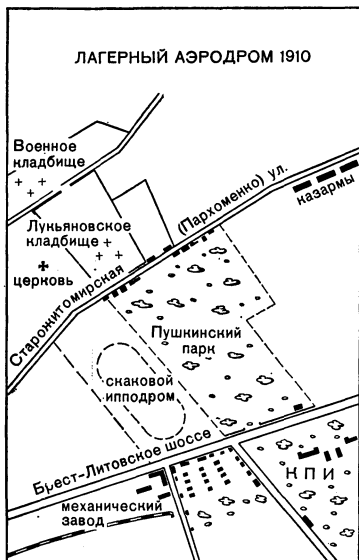 ЛАГЕРНЫЙ АЭРОДРОМ 1910
Военное
кладбище
(Пархоменко) ул.
казармы
Лукьяновское
кладбище
церковь
Старожитомирская
Пушкинский
парк
скаковой
ипподром
Брест-Литовское шоссе
КПИ
механический
завод